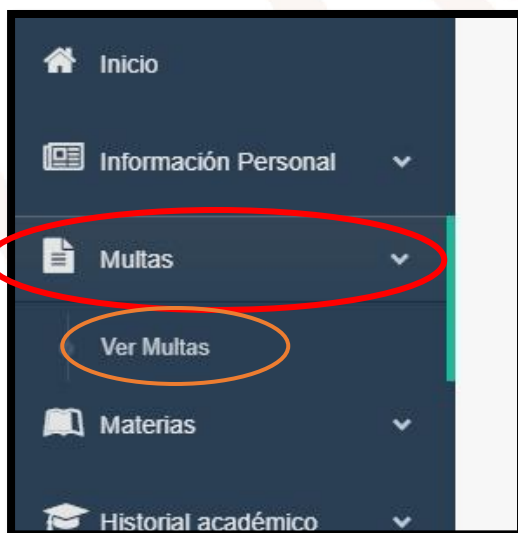 Inicio
Información Personal
Multas
Ver Multas
Materias
Historial académico